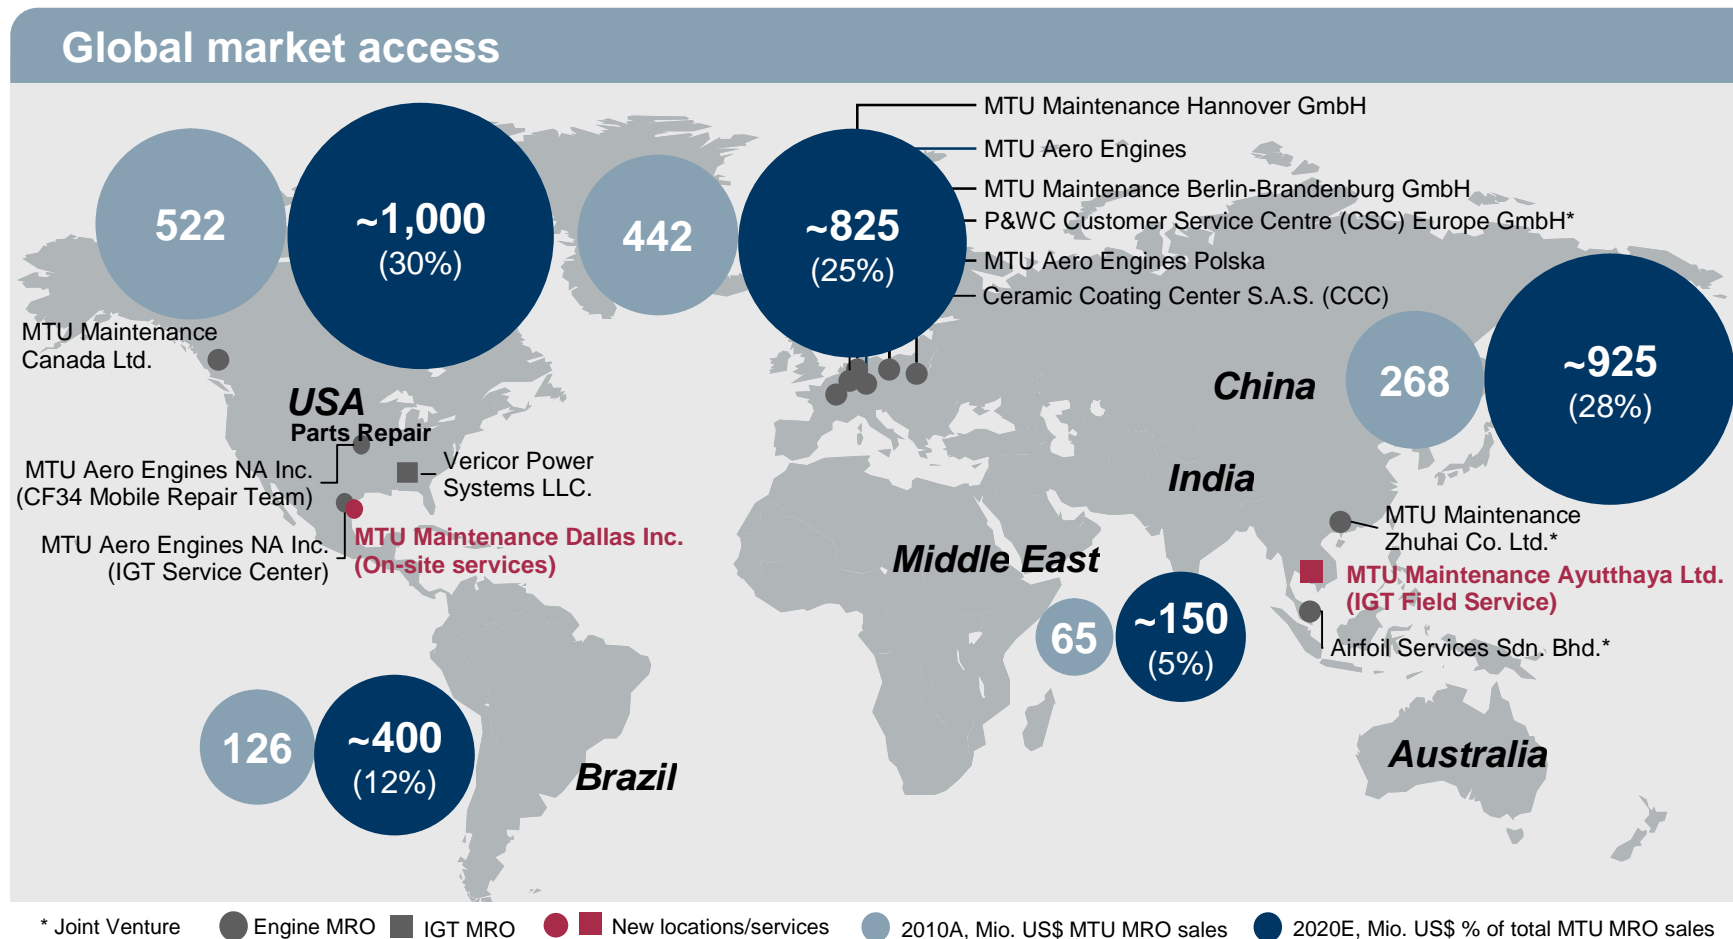 Global market access
MTU Maintenance Hannover GmbH
MTU Aero Engines
MTU Maintenance Berlin-Brandenburg GmbH
P&WC Customer Service Centre (CSC) Europe GmbH*
MTU Aero Engines Polska
Ceramic Coating Center S.A.S. (CCC)
522
~1,000
(30%)
442
~825
(25%)
MTU Maintenance
Canada Ltd.
USA
Parts Repair
MTU Aero Engines NA Inc.
(CF34 Mobile Repair Team)
Vericor Power
Systems LLC.
MTU Aero Engines NA Inc.
(IGT Service Center)
MTU Maintenance Dallas Inc.
(On-site services)
China
268
~925
(28%)
India
Middle East
MTU Maintenance
Zhuhai Co. Ltd.*
MTU Maintenance Ayutthaya Ltd.
(IGT Field Service)
Airfoil Services Sdn. Bhd.*
65
~150
(5%)
126
~400
(12%)
Brazil
Australia
* Joint Venture
Engine MRO
IGT MRO
New locations/services
2010A, Mio. US$ MTU MRO sales
2020E, Mio. US$ % of total MTU MRO sales